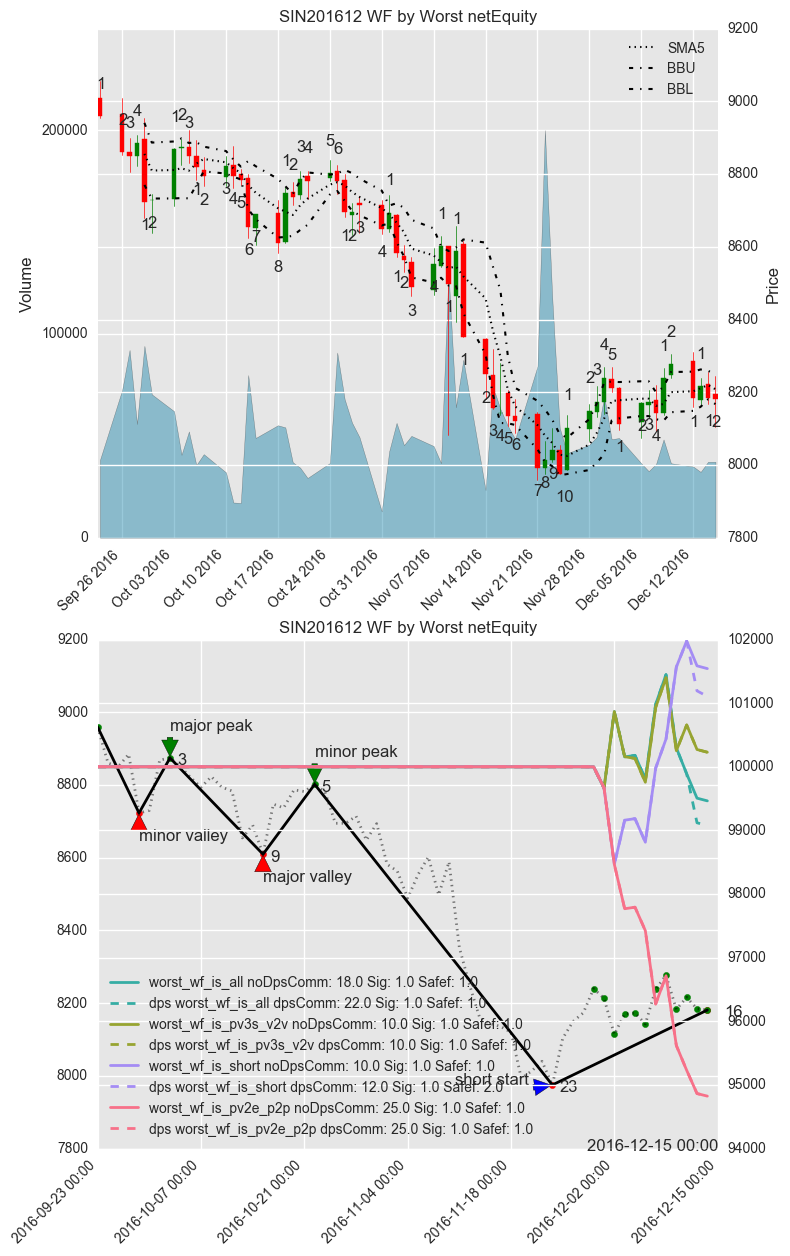 SIN201612 WF by Worst netEquity
9200
SMA5
BBU
BBL
9000
200000
8800
8600
Volume
Price
100000
8400
8200
8000
0
7800
Sep 26 2016
Oct 03 2016
Oct 10 2016
Oct 17 2016
Oct 24 2016
Oct 31 2016
Nov 07 2016
Nov 14 2016
Nov 21 2016
Nov 28 2016
Dec 05 2016
Dec 12 2016
SIN201612 WF by Worst netEquity
9200
102000
major peak
9000
101000
minor peak
3
100000
8800
5
minor valley
99000
8600
9
major valley
98000
8400
97000
worst_wf_is_all noDpsComm: 18.0 Sig: 1.0 Safef: 1.0
dps worst_wf_is_all dpsComm: 22.0 Sig: 1.0 Safef: 1.0
8200
16
worst_wf_is_pv3s_v2v noDpsComm: 10.0 Sig: 1.0 Safef: 1.0
96000
dps worst_wf_is_pv3s_v2v dpsComm: 10.0 Sig: 1.0 Safef: 1.0
worst_wf_is_short noDpsComm: 10.0 Sig: 1.0 Safef: 1.0
8000
short start
23
95000
dps worst_wf_is_short dpsComm: 12.0 Sig: 1.0 Safef: 2.0
worst_wf_is_pv2e_p2p noDpsComm: 25.0 Sig: 1.0 Safef: 1.0
dps worst_wf_is_pv2e_p2p dpsComm: 25.0 Sig: 1.0 Safef: 1.0
2016-12-15 00:00
7800
94000
2016-09-23 00:00
2016-10-07 00:00
2016-10-21 00:00
2016-11-04 00:00
2016-11-18 00:00
2016-12-02 00:00
2016-12-15 00:00